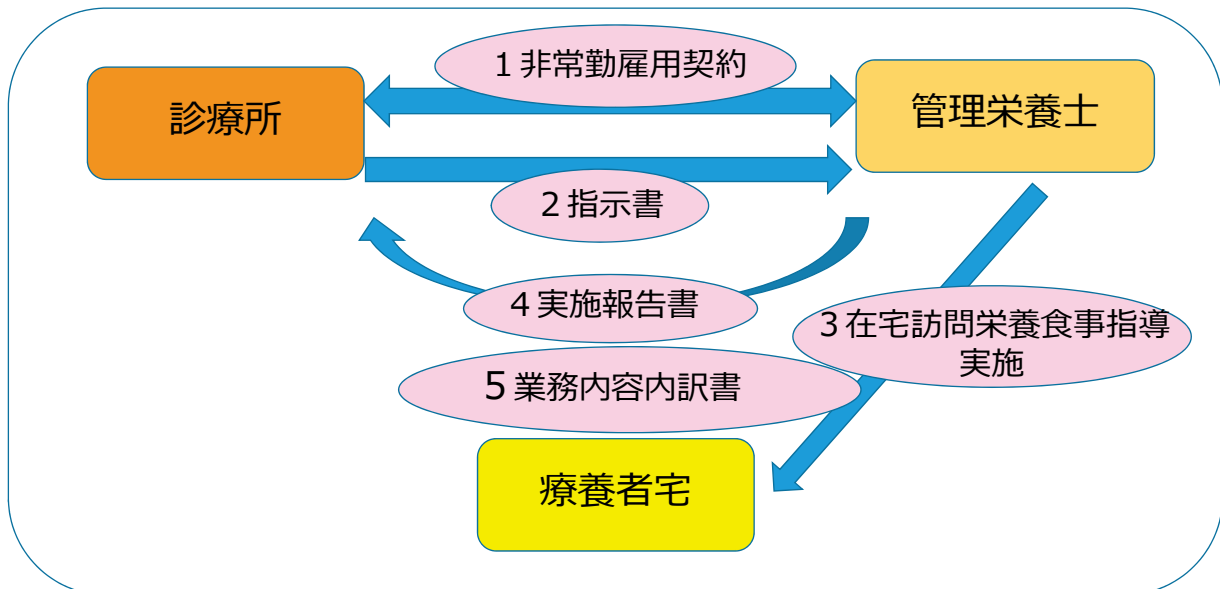 1非常勤雇用契約
診療所
管理栄養士
2指示書
4実施報告書
3在宅訪問栄養食事指導
実施
5業務内容内訳書
療養者宅